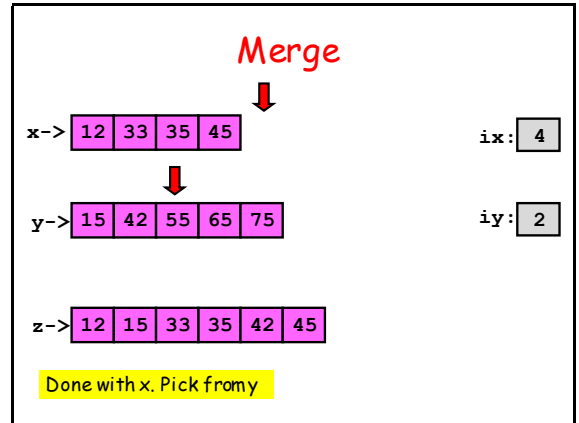 Merge
x-> 12 33 35 45 ix: 4
y-> 15 42 55 65 75 iy: 2
z-> 12 15 33 35 42 45
Done with x. Pick fromy